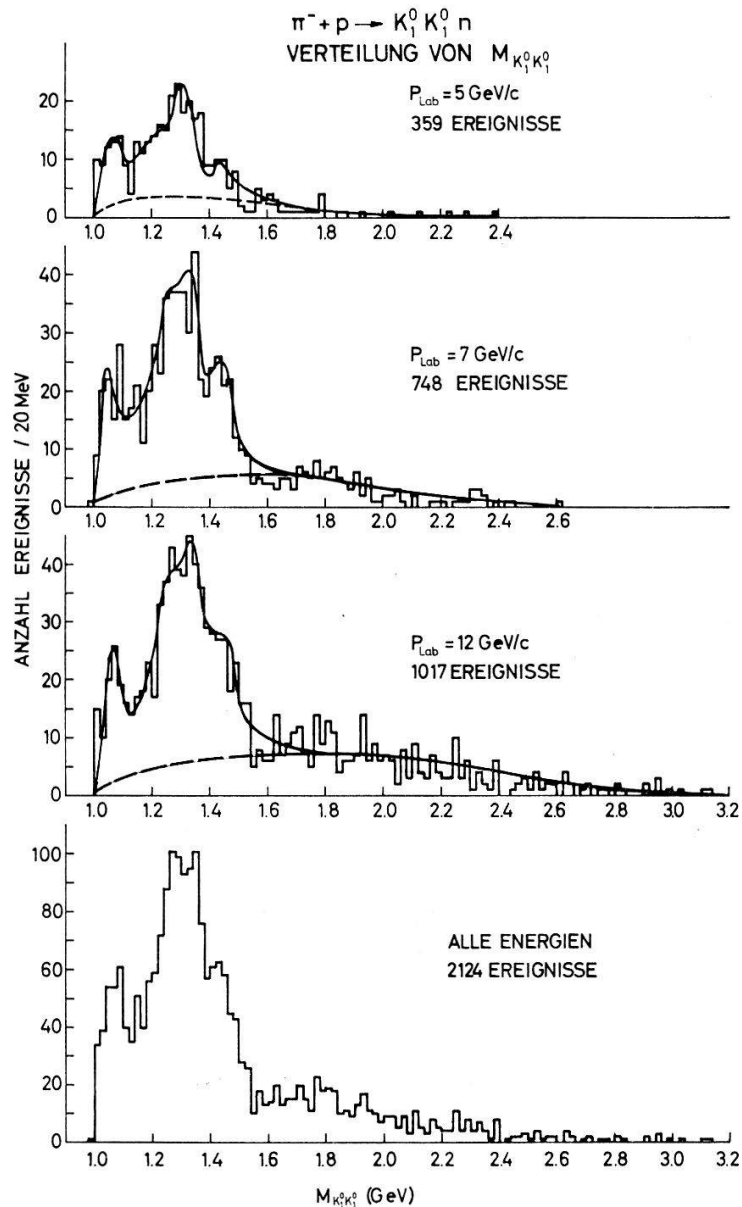 π⁻ + p → K₁⁰ K₁⁰ n
VERTEILUNG VON M K₁⁰K₁⁰
P Lab = 5 GeV/c
359 EREIGNISSE
20
10
0
1.0 1.2 1.4 1.6 1.8 2.0 2.2 2.4
P Lab = 7 GeV/c
748 EREIGNISSE
40
30
20
10
0
1.0 1.2 1.4 1.6 1.8 2.0 2.2 2.4 2.6
ANZAHL EREIGNISSE / 20 MeV
P Lab = 12 GeV/c
1017 EREIGNISSE
40
30
20
10
0
1.0 1.2 1.4 1.6 1.8 2.0 2.2 2.4 2.6 2.8 3.0 3.2
ALLE ENERGIEN
2124 EREIGNISSE
100
80
60
40
20
0
1.0 1.2 1.4 1.6 1.8 2.0 2.2 2.4 2.6 2.8 3.0 3.2
M K₁⁰K₁⁰ (GeV)